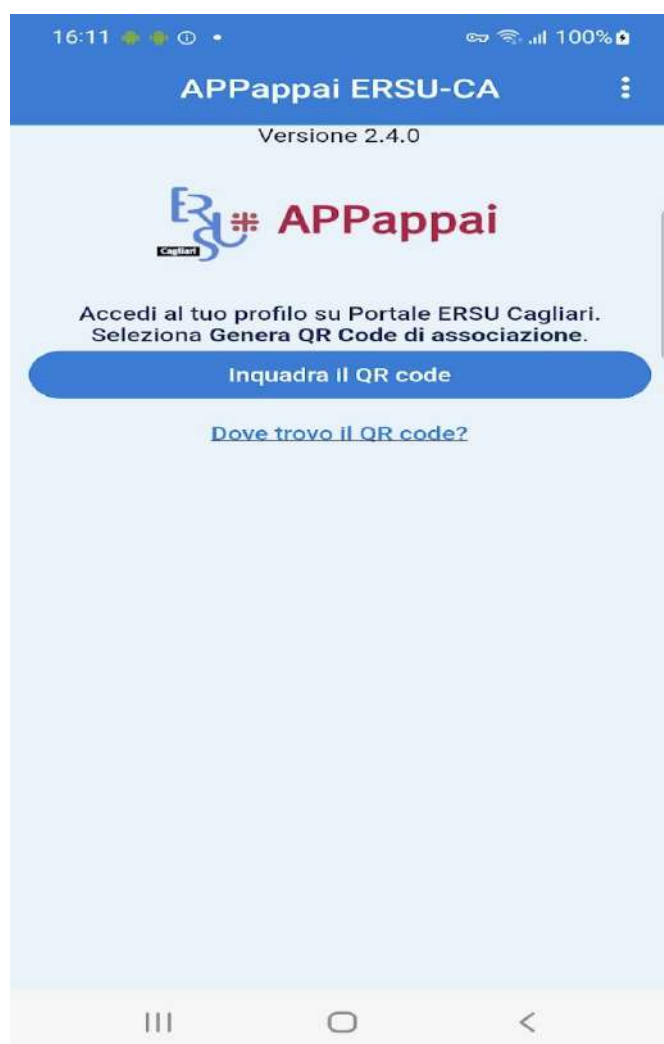 16:11
100%
APPappai ERSU-CA
Versione 2.4.0
ERSU
Cagliari
APPappai
Accedi al tuo profilo su Portale ERSU Cagliari.
Seleziona Genera QR Code di associazione.
Inquadra il QR code
Dove trovo il QR code?